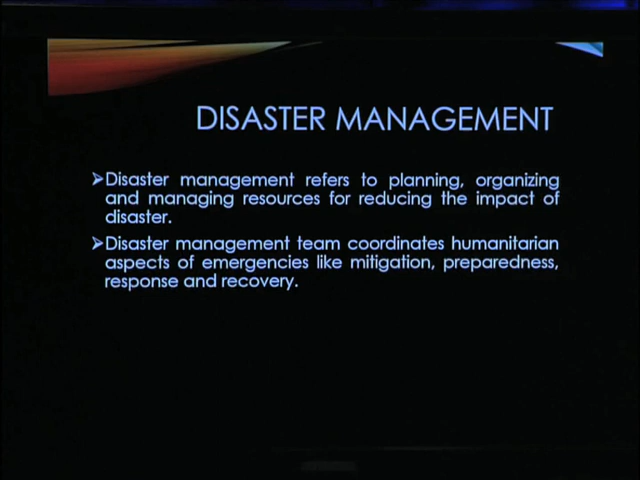 DISASTER MANAGEMENT
➢Disaster management refers to planning, organizing
and managing resources for reducing the impact of
disaster.
➢Disaster management team coordinates humanitarian
aspects of emergencies like mitigation, preparedness,
response and recovery.